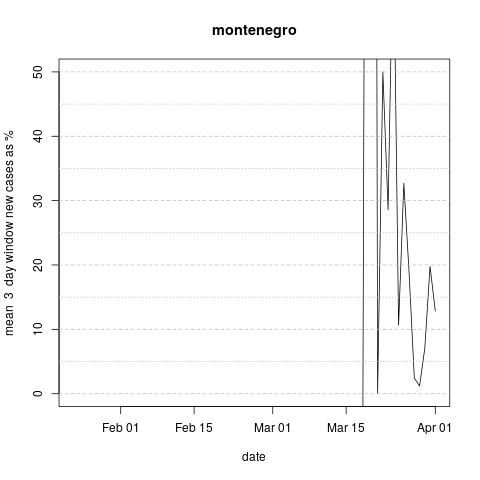 montenegro
mean  3  day window new cases as %
50
40
30
20
10
0
Feb 01
Feb 15
Mar 01
Mar 15
Apr 01
date